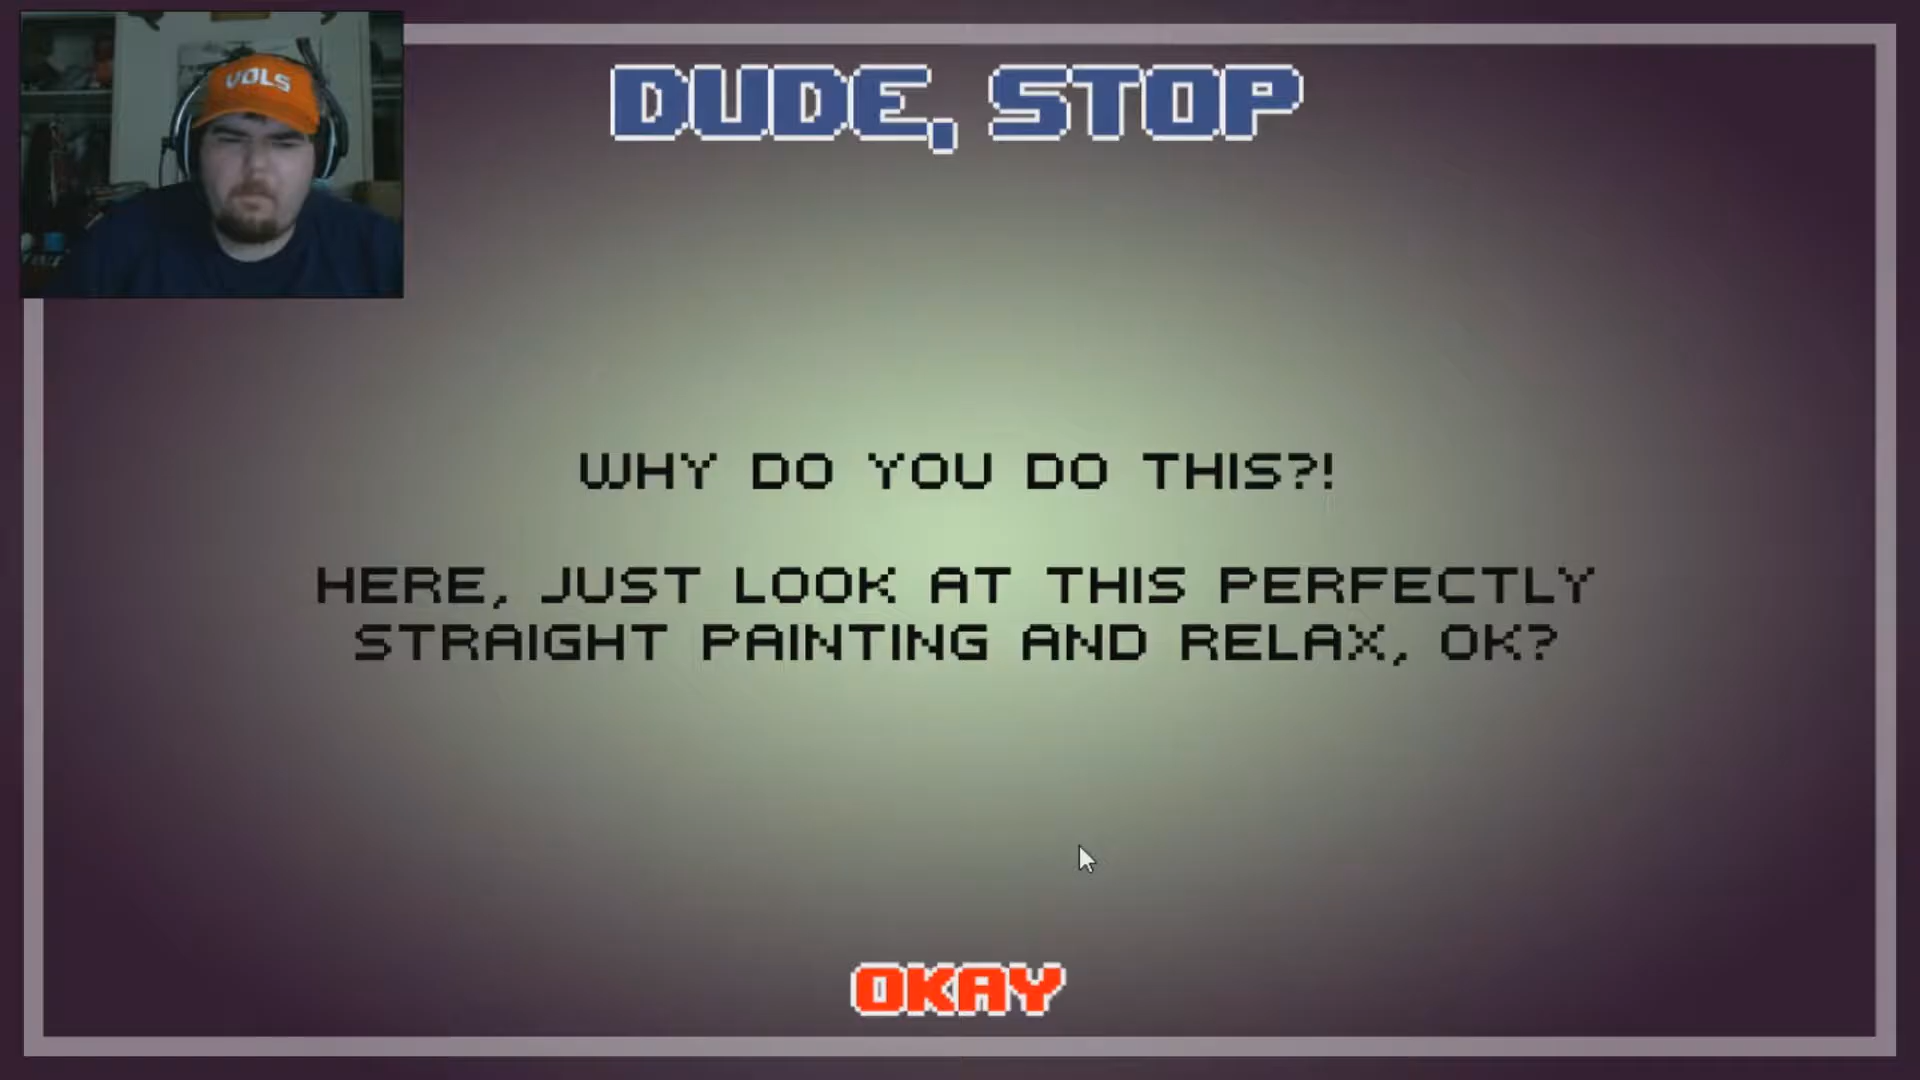 VOLS
DUDE, STOP
WHY DO YOU DO THIS?!
HERE, JUST LOOK AT THIS PERFECTLY
STRAIGHT PAINTING AND RELAX, OK?
OKAY